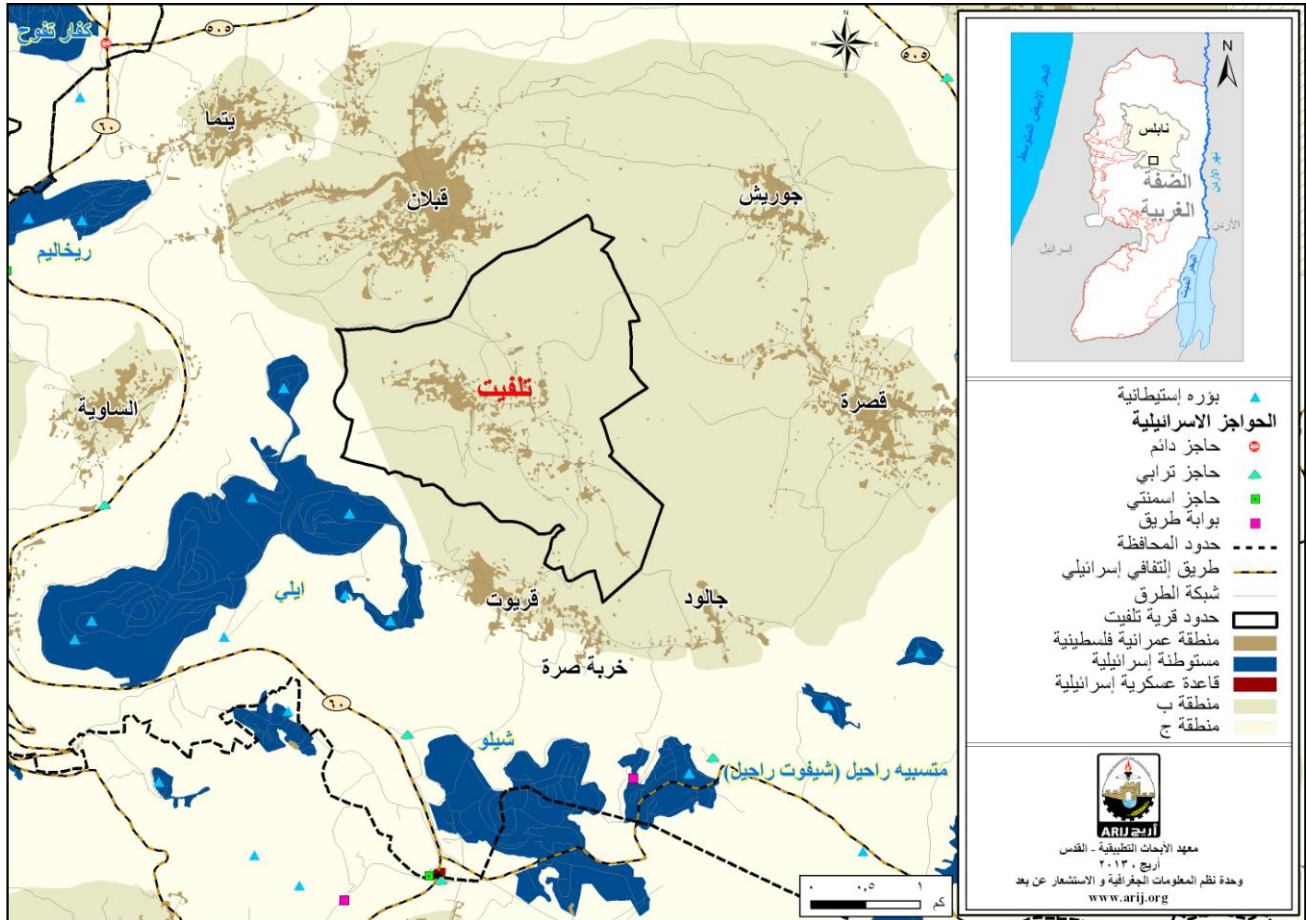 كفار تفوح
٥٠٥
٥٠٥
N
W E
S
٦٠
يتما
قبلان
جوريش
ريخاليم
تلفيت
قصرة
الساوية
ايلي
قريوت
جالود
خربة صرة
٦٠
شيلو
متسبيه راحيل (شيفوت راحيل)
٠ ٠,٥ ١
كم
N
البحر الابيض المتوسط
نابلس
نهر الأردن
الضفة
الغربية
الأردن
إسرائيل
البحر الميت
بؤره إستيطانية
الحواجز الاسرائيلية
حاجز دائم
حاجز ترابي
حاجز اسمنتي
بوابة طريق
حدود المحافظة
طريق إلتفافي إسرائيلي
شبكة الطرق
حدود قرية تلفيت
منطقة عمرانية فلسطينية
مستوطنة إسرائيلية
قاعدة عسكرية إسرائيلية
منطقة ب
منطقة ج
ARIJ أريج
معهد الأبحاث التطبيقية - القدس
أريج ، ٢٠١٣
وحدة نظم المعلومات الجغرافية و الاستشعار عن بعد
www.arij.org